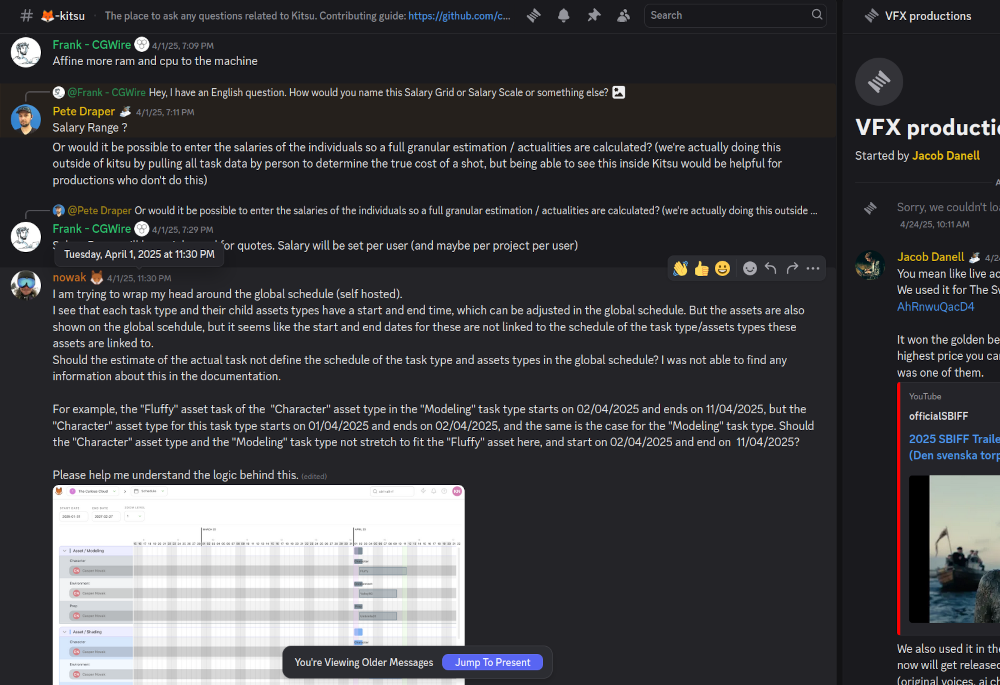 -kitsu
The place to ask any questions related to Kitsu. Contributing guide: https://github.com/c...
Search
Frank - CGWire 4/1/25, 7:09 PM
Affine more ram and cpu to the machine
@Frank - CGWire Hey, I have an English question. How would you name this Salary Grid or Salary Scale or something else?
Pete Draper 4/1/25, 7:11 PM
Salary Range ?
Or would it be possible to enter the salaries of the individuals so a full granular estimation / actualities are calculated? (we're actually doing this
outside of kitsu by pulling all task data by person to determine the true cost of a shot, but being able to see this inside Kitsu would be helpful for
productions who don't do this)
@Pete Draper Or would it be possible to enter the salaries of the individuals so a full granular estimation / actualities are calculated? (we're actually doing this outside ...
Frank - CGWire 4/1/25, 7:29 PM
for quotes. Salary will be set per user (and maybe per project per user)
Tuesday, April 1, 2025 at 11:30 PM
nowak 4/1/25, 11:30 PM
I am trying to wrap my head around the global schedule (self hosted).
I see that each task type and their child assets types have a start and end time, which can be adjusted in the global schedule. But the assets are also
shown on the global scehdule, but it seems like the start and end dates for these are not linked to the schedule of the task type/assets types these
assets are linked to.
Should the estimate of the actual task not define the schedule of the task type and assets types in the global schedule? I was not able to find any
information about this in the documentation.
For example, the "Fluffy" asset task of the "Character" asset type in the "Modeling" task type starts on 02/04/2025 and ends on 11/04/2025, but the
"Character" asset type for this task type starts on 01/04/2025 and ends on 02/04/2025, and the same is the case for the "Modeling" task type. Should
the "Character" asset type and the "Modeling" task type not stretch to fit the "Fluffy" asset here, and start on 02/04/2025 and end on 11/04/2025?
Please help me understand the logic behind this. (edited)
Asset / Modeling
Character
Environment
Prop
Asset / Shading
Character
Environment
You're Viewing Older Messages
Jump To Present
VFX productions
VFX producti
Started by Jacob Danell
Sorry, we couldn't lo
4/24/25, 10:11 AM
Jacob Danell 4/24
You mean like live ac
We used it for The Sv
AhRnwuQacD4
It won the golden be
highest price you ca
was one of them.
YouTube
officialSBIFF
2025 SBIFF Traile
(Den svenska torp
We also used it in the
now will get released
(original voices, ai ch